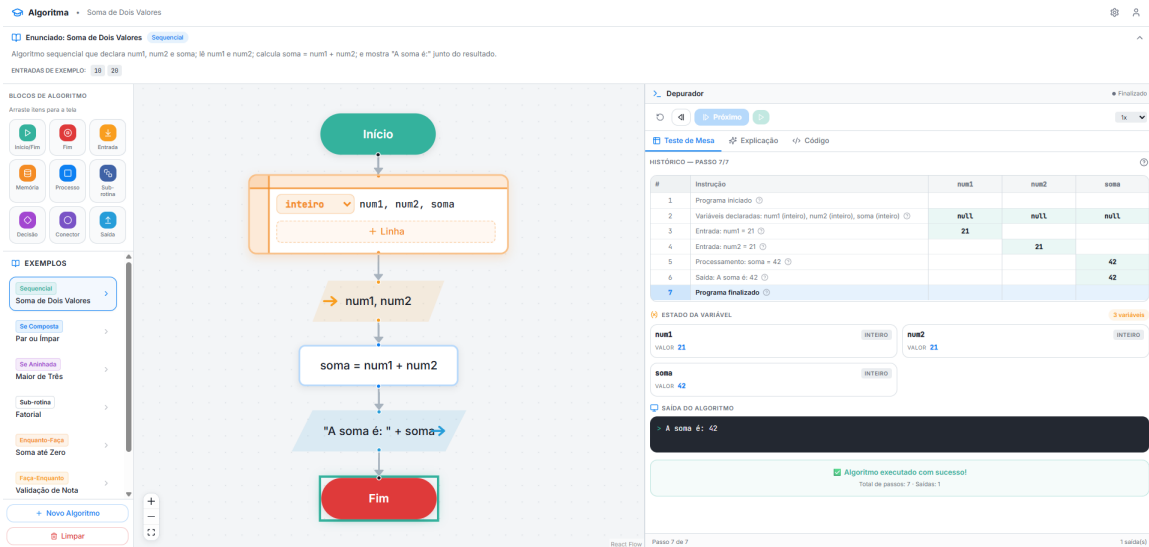 Algoritma • Soma de Dois Valores
Enunciado: Soma de Dois Valores Sequencial
Algoritmo sequencial que declara num1, num2 e soma; lê num1 e num2; calcula soma = num1 + num2; e mostra "A soma é:" junto do resultado.
ENTRADAS DE EXEMPLO: 10 20
BLOCOS DE ALGORITMO
Arraste itens para a tela
Início/Fim Fim Entrada
Memória Processo Sub-rotina
Decisão Conector Saída
EXEMPLOS
Sequencial
Soma de Dois Valores
Se Composta
Par ou Ímpar
Se Aninhada
Maior de Três
Sub-rotina
Fatorial
Enquanto-Faça
Soma até Zero
Faça-Enquanto
Validação de Nota
+ Novo Algoritmo
Limpar
Início
inteiro num1, num2, soma
+ Linha
num1, num2
soma = num1 + num2
"A soma é: " + soma
Fim
React Flow
>_ Depurador • Finalizado
Próximo 1x
Teste de Mesa Explicação </> Código
HISTÓRICO — PASSO 7/7
# Instrução num1 num2 soma
1 Programa iniciado
2 Variáveis declaradas: num1 (inteiro), num2 (inteiro), soma (inteiro) null null null
3 Entrada: num1 = 21 21
4 Entrada: num2 = 21 21
5 Processamento: soma = 42 42
6 Saída: A soma é: 42 42
7 Programa finalizado
(x) ESTADO DA VARIÁVEL 3 variáveis
num1 INTEIRO
VALOR 21
num2 INTEIRO
VALOR 21
soma INTEIRO
VALOR 42
SAÍDA DO ALGORITMO
> A soma é: 42
Algoritmo executado com sucesso!
Total de passos: 7 · Saídas: 1
Passo 7 de 7 1 saída(s)